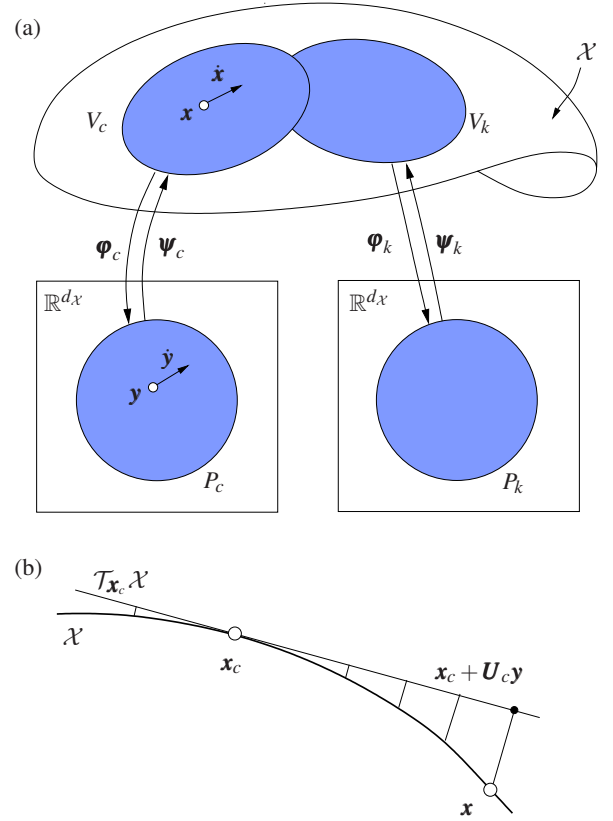 (a)
𝒳
ẋ
x
V_c
V_k
φ_c
ψ_c
φ_k
ψ_k
ℝ^{d_𝒳}
ℝ^{d_𝒳}
ẏ
y
P_c
P_k
(b)
𝒯_{x_c} 𝒳
𝒳
x_c
x_c + U_c y
x